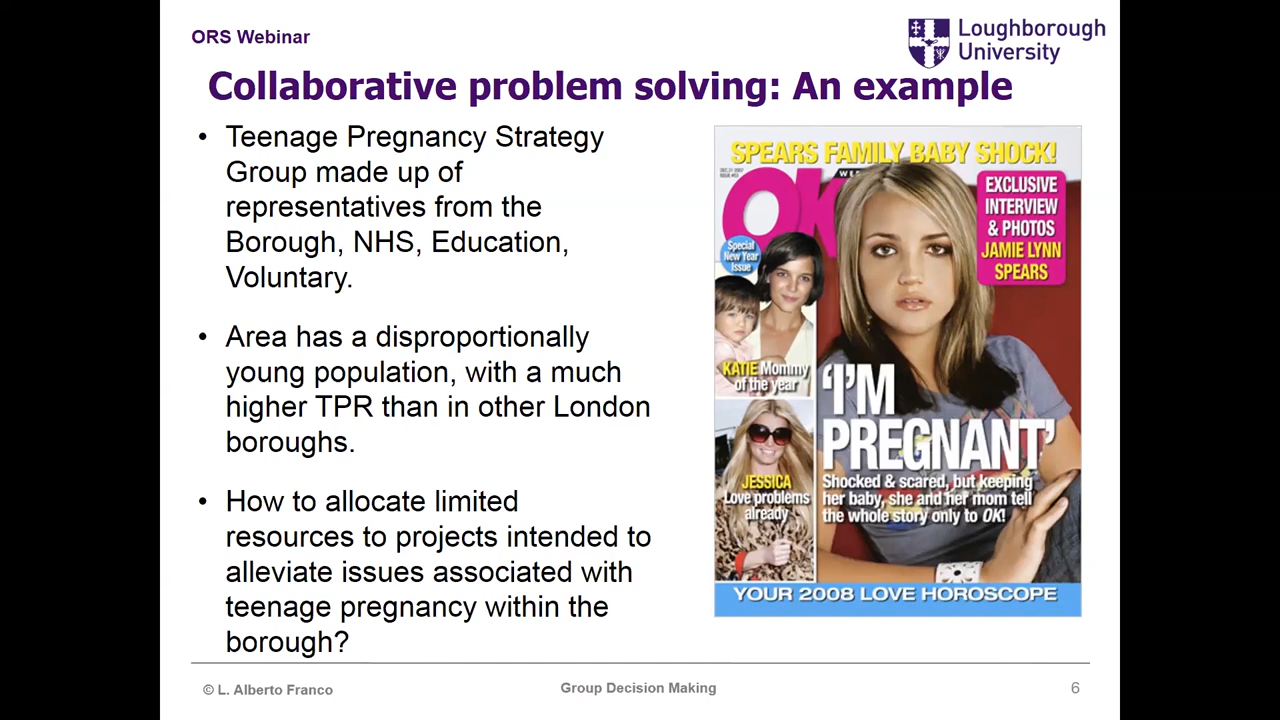 ORS Webinar
Loughborough
University
Collaborative problem solving: An example
• Teenage Pregnancy Strategy
Group made up of
representatives from the
Borough, NHS, Education,
Voluntary.
• Area has a disproportionally
young population, with a much
higher TPR than in other London
boroughs.
• How to allocate limited
resources to projects intended to
alleviate issues associated with
teenage pregnancy within the
borough?
SPEARS FAMILY BABY SHOCK!
OK
EXCLUSIVE
INTERVIEW
& PHOTOS
JAMIE LYNN
SPEARS
Special
New Year
Issue
KATIE Mommy
of the year
JESSICA
Love problems
already
'I'M
PREGNANT'
Shocked & scared, but keeping
her baby, she and her mom tell
the whole story only to OK!
YOUR 2008 LOVE HOROSCOPE
© L. Alberto Franco
Group Decision Making
6